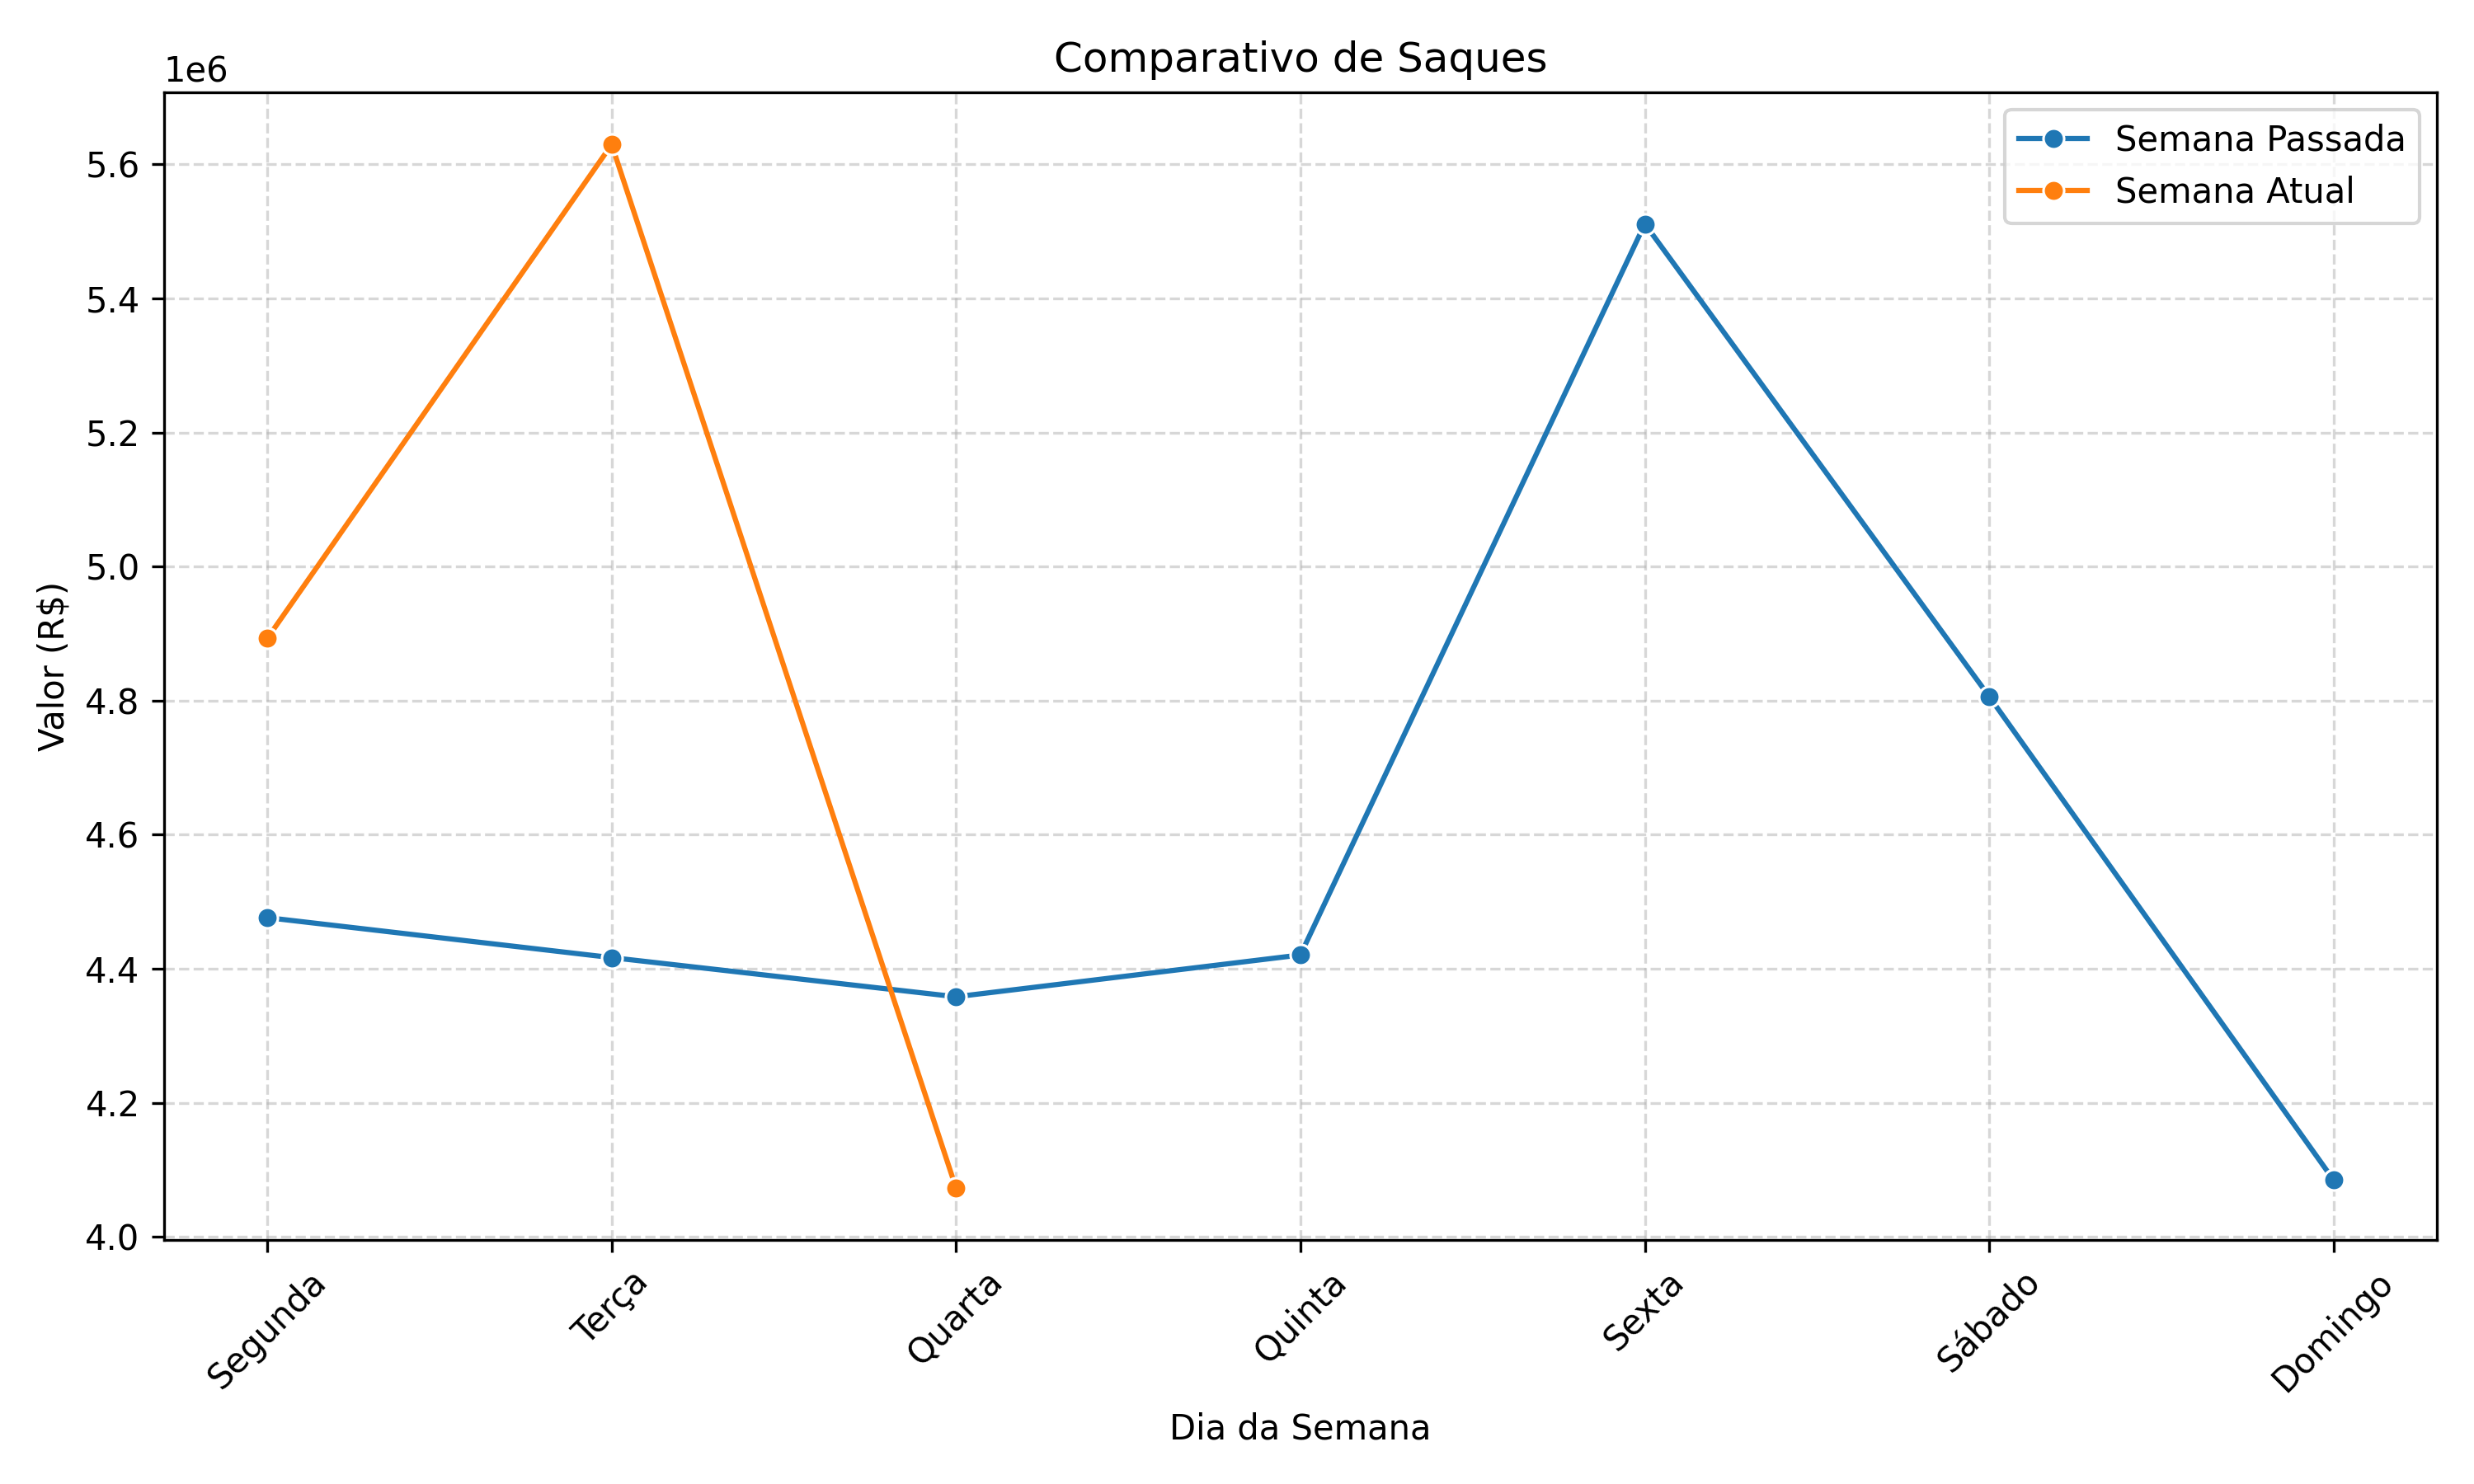 Comparativo de Saques
1e6
Semana Passada
Semana Atual
Valor (R$)
5.6
5.4
5.2
5.0
4.8
4.6
4.4
4.2
4.0
Segunda
Terça
Quarta
Quinta
Sexta
Sábado
Domingo
Dia da Semana